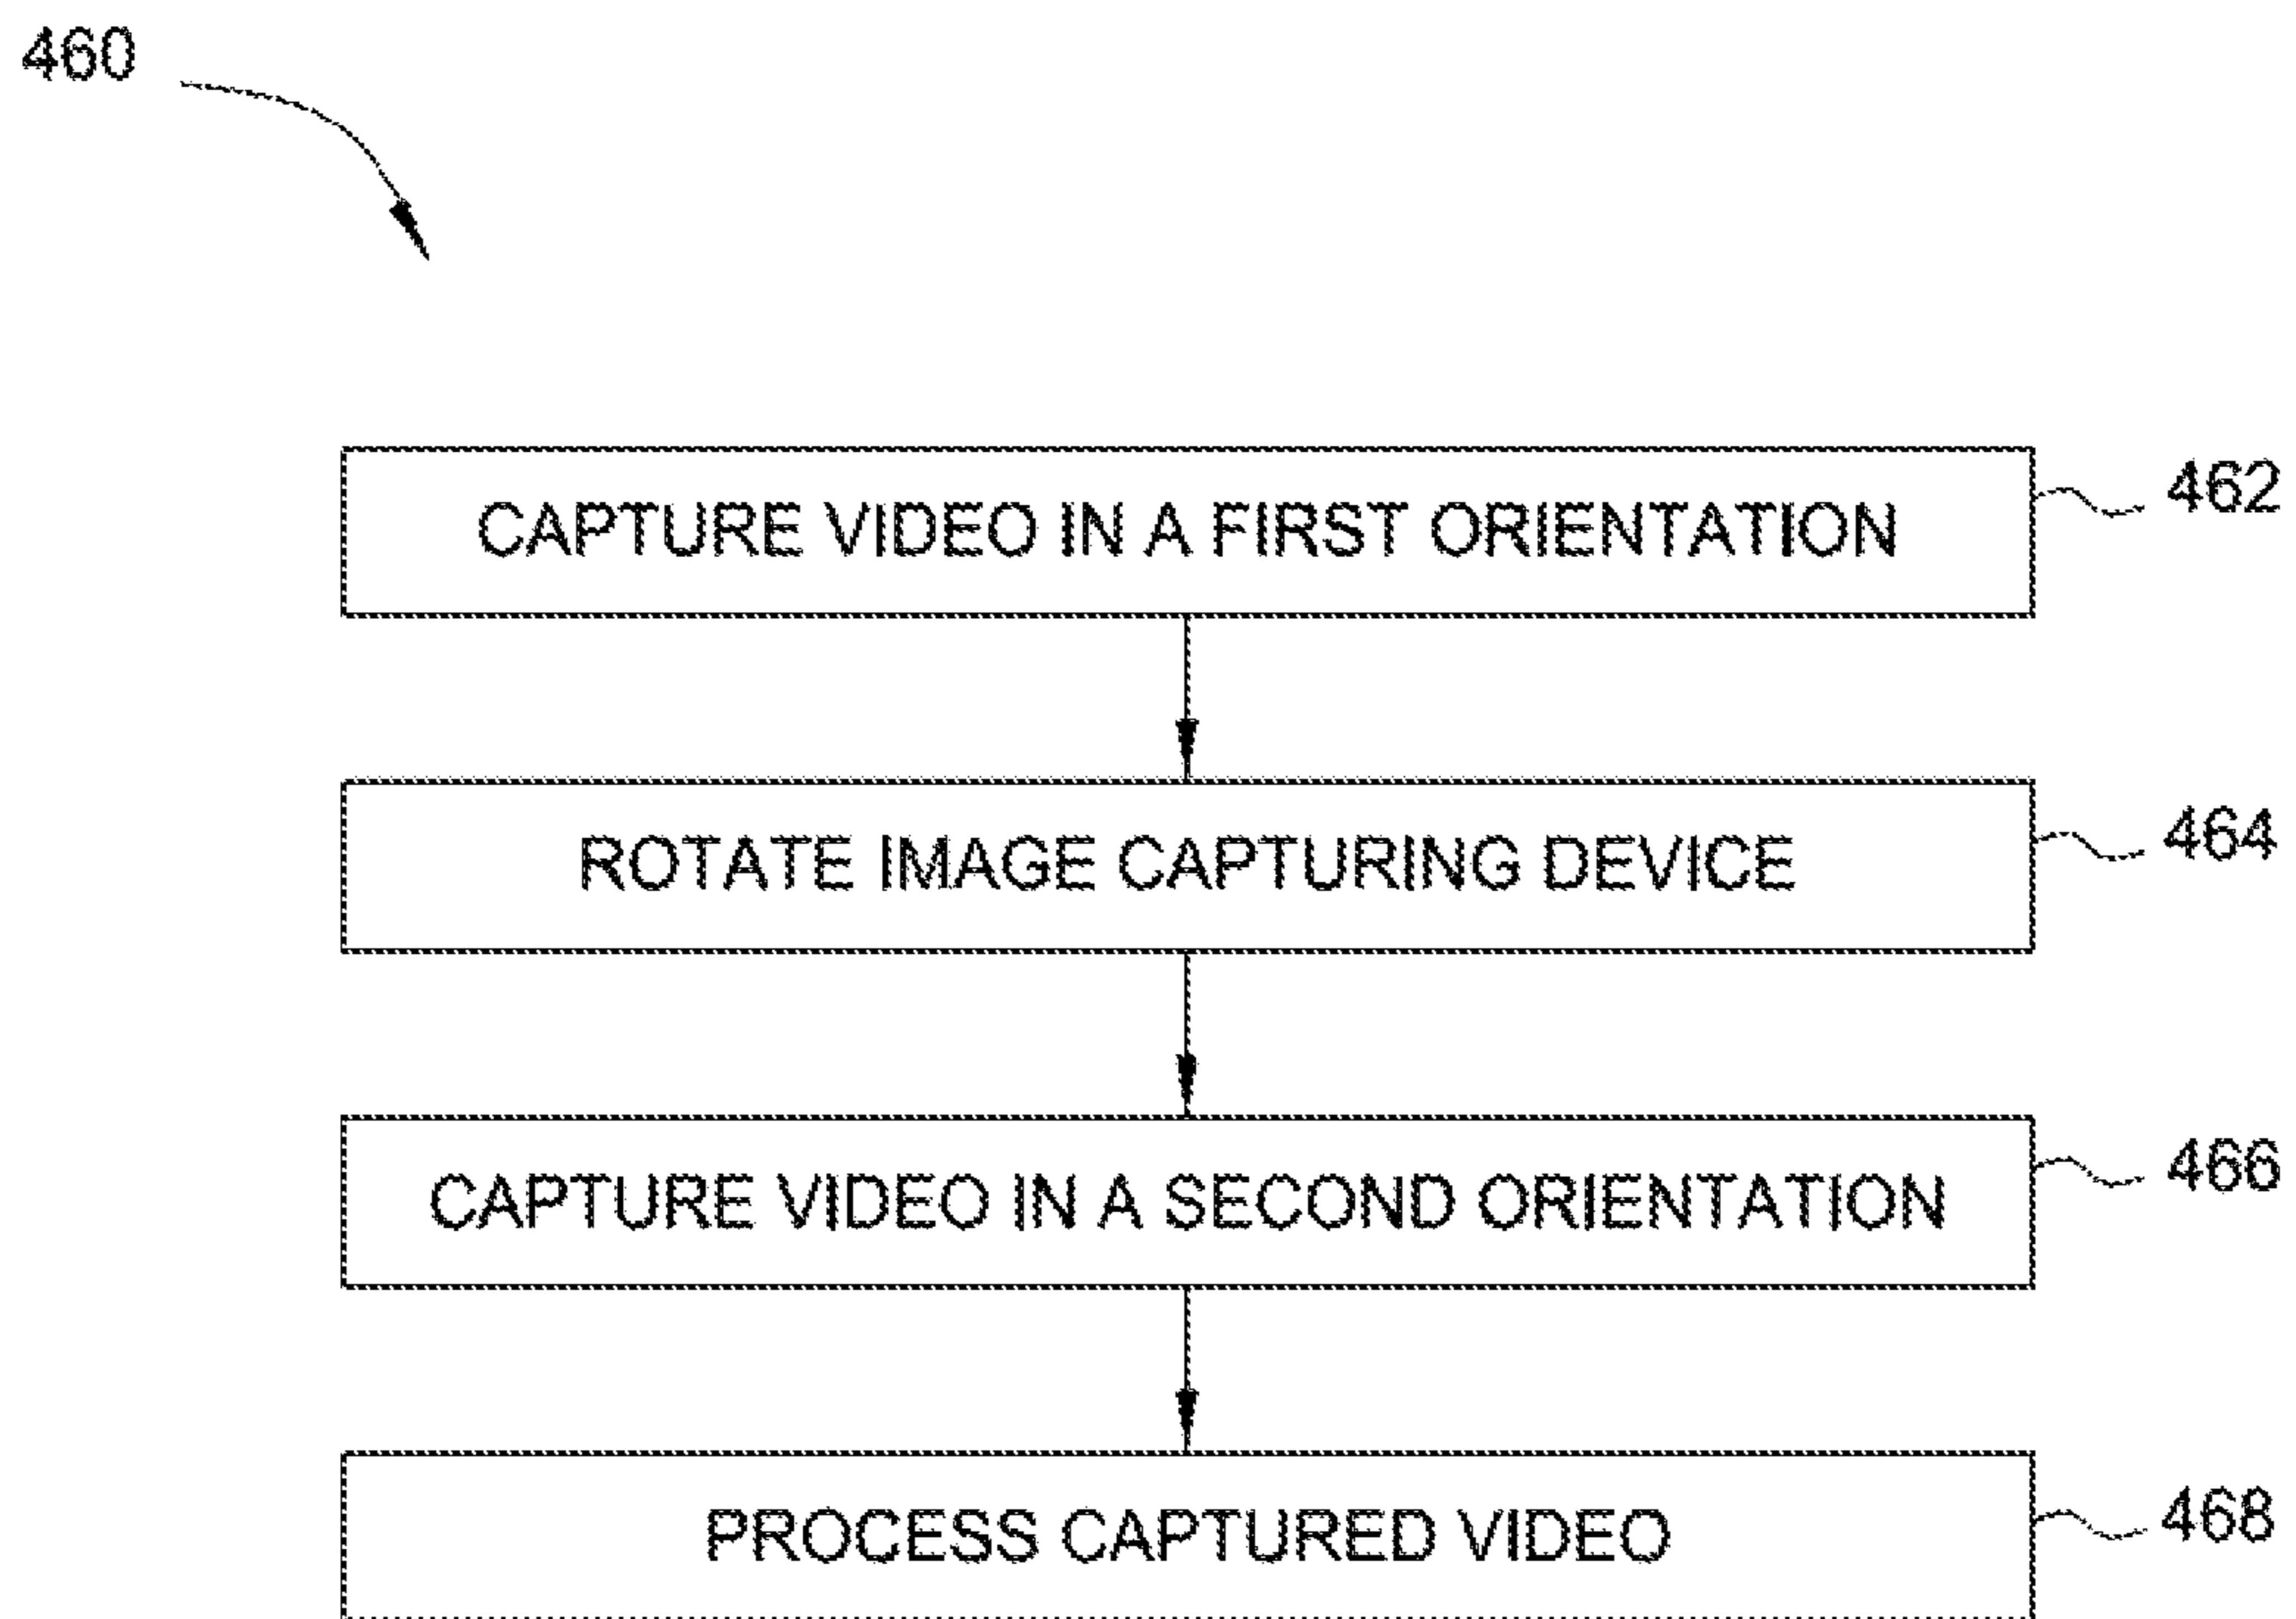 460
CAPTURE VIDEO IN A FIRST ORIENTATION
462
ROTATE IMAGE CAPTURING DEVICE
464
CAPTURE VIDEO IN A SECOND ORIENTATION
466
PROCESS CAPTURED VIDEO
468